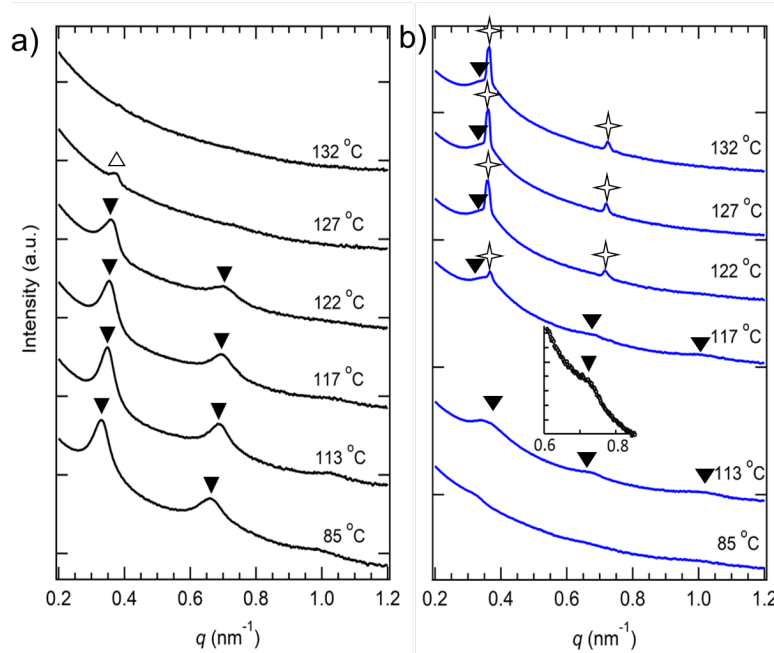 a)
132 °C
127 °C
122 °C
117 °C
113 °C
85 °C
0.2 0.4 0.6 0.8 1.0 1.2
q (nm⁻¹)
Intensity (a.u.)
b)
132 °C
127 °C
122 °C
117 °C
0.6 0.8
113 °C
85 °C
0.2 0.4 0.6 0.8 1.0 1.2
q (nm⁻¹)